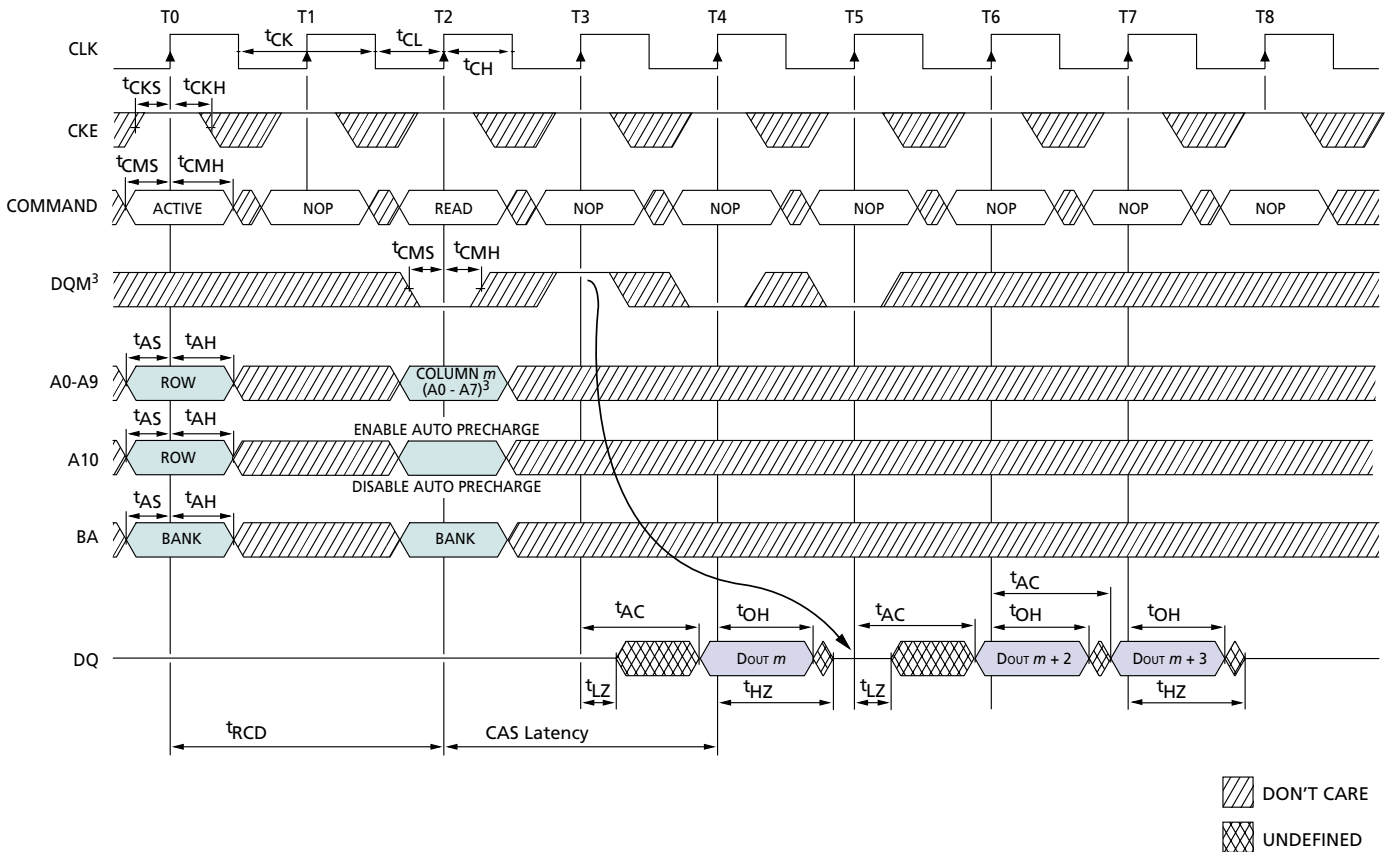 T0 T1 T2 T3 T4 T5 T6 T7 T8
CLK
tCK tCL
tCH
tCKS tCKH
CKE
tCMS tCMH
COMMAND ACTIVE NOP READ NOP NOP NOP NOP NOP NOP
tCMS tCMH
DQM3
tAS tAH
A0-A9 ROW COLUMN m
(A0 - A7)3
tAS tAH ENABLE AUTO PRECHARGE
A10 ROW
DISABLE AUTO PRECHARGE
tAS tAH
BA BANK BANK
tAC
tAC tOH tAC tOH tOH
DQ DOUT m DOUT m + 2 DOUT m + 3
tLZ tHZ tLZ tHZ
tRCD CAS Latency
DON'T CARE
UNDEFINED